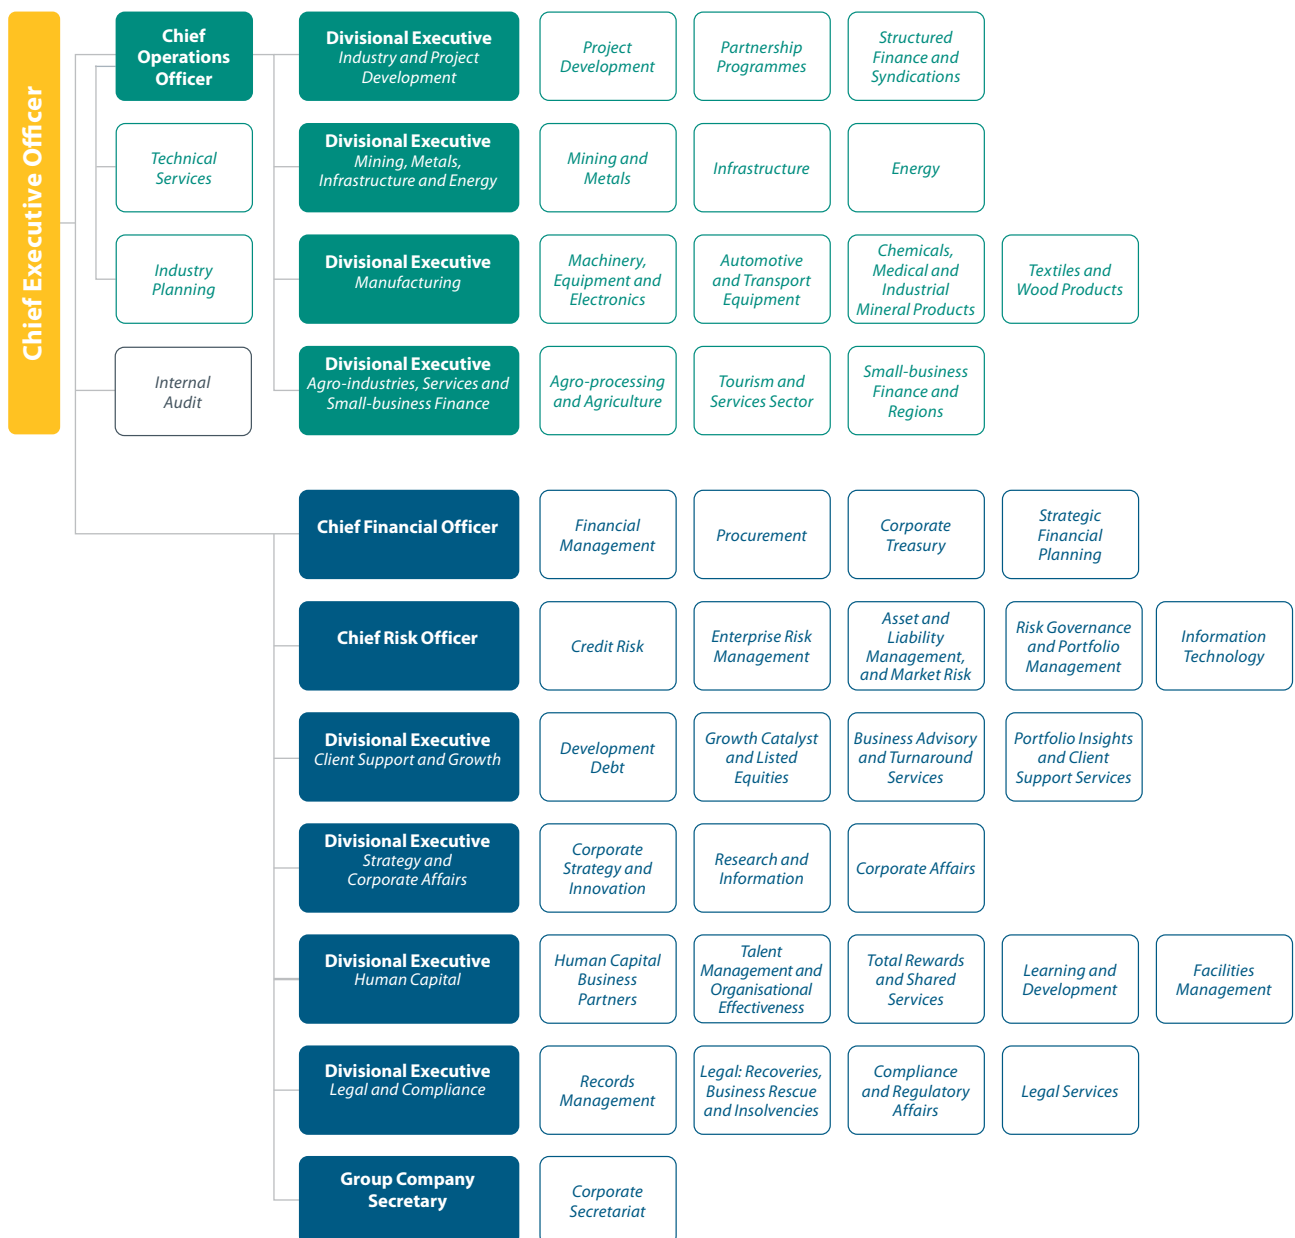 Chief Executive Officer
Chief
Operations
Officer
Technical
Services
Industry
Planning
Internal
Audit
Divisional Executive
Industry and Project
Development
Project
Development
Partnership
Programmes
Structured
Finance and
Syndications
Divisional Executive
Mining, Metals,
Infrastructure and Energy
Mining and
Metals
Infrastructure
Energy
Divisional Executive
Manufacturing
Machinery,
Equipment and
Electronics
Automotive
and Transport
Equipment
Chemicals,
Medical and
Industrial
Mineral Products
Textiles and
Wood Products
Divisional Executive
Agro-industries, Services and
Small-business Finance
Agro-processing
and Agriculture
Tourism and
Services Sector
Small-business
Finance and
Regions
Chief Financial Officer
Financial
Management
Procurement
Corporate
Treasury
Strategic
Financial
Planning
Chief Risk Officer
Credit Risk
Enterprise Risk
Management
Asset and
Liability
Management,
and Market Risk
Risk Governance
and Portfolio
Management
Information
Technology
Divisional Executive
Client Support and Growth
Development
Debt
Growth Catalyst
and Listed
Equities
Business Advisory
and Turnaround
Services
Portfolio Insights
and Client
Support Services
Divisional Executive
Strategy and
Corporate Affairs
Corporate
Strategy and
Innovation
Research and
Information
Corporate Affairs
Divisional Executive
Human Capital
Human Capital
Business
Partners
Talent
Management and
Organisational
Effectiveness
Total Rewards
and Shared
Services
Learning and
Development
Facilities
Management
Divisional Executive
Legal and Compliance
Records
Management
Legal: Recoveries,
Business Rescue
and Insolvencies
Compliance
and Regulatory
Affairs
Legal Services
Group Company
Secretary
Corporate
Secretariat